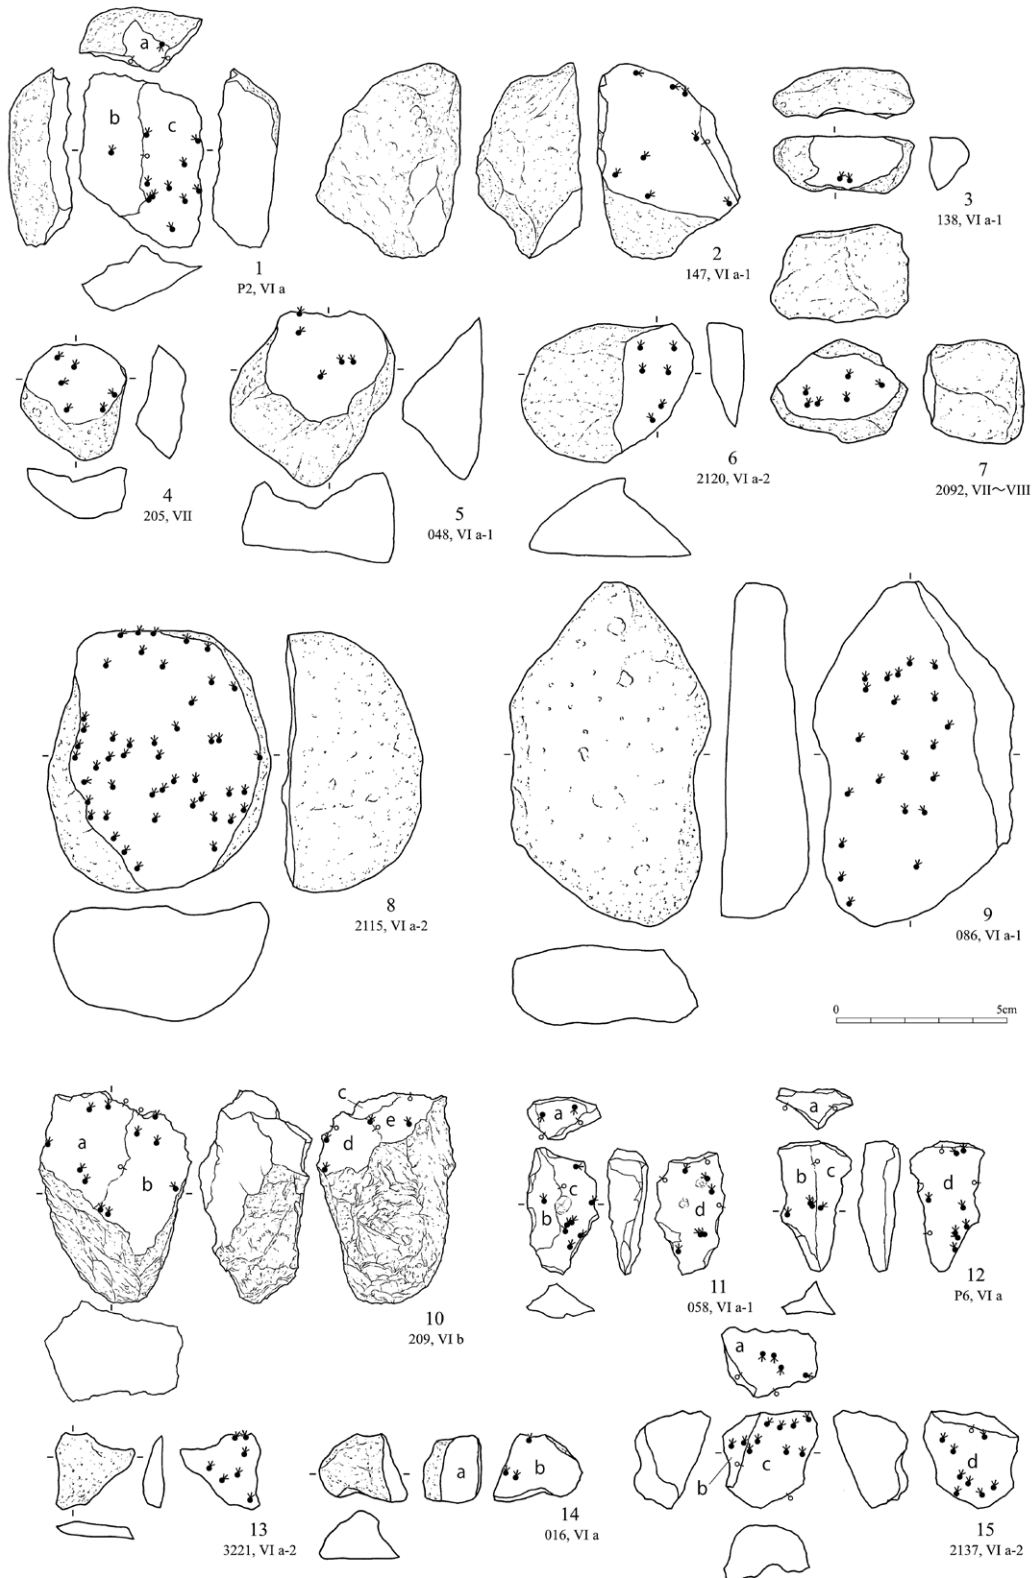 a
b
c
1
P2, VI a
2
147, VI a-1
3
138, VI a-1
4
205, VII
5
048, VI a-1
6
2120, VI a-2
7
2092, VII～VIII
8
2115, VI a-2
9
086, VI a-1
0
5cm
a
b
c
d
e
10
209, VI b
a
b
c
d
11
058, VI a-1
a
b
c
d
12
P6, VI a
13
3221, VI a-2
a
b
14
016, VI a
a
b
c
d
15
2137, VI a-2